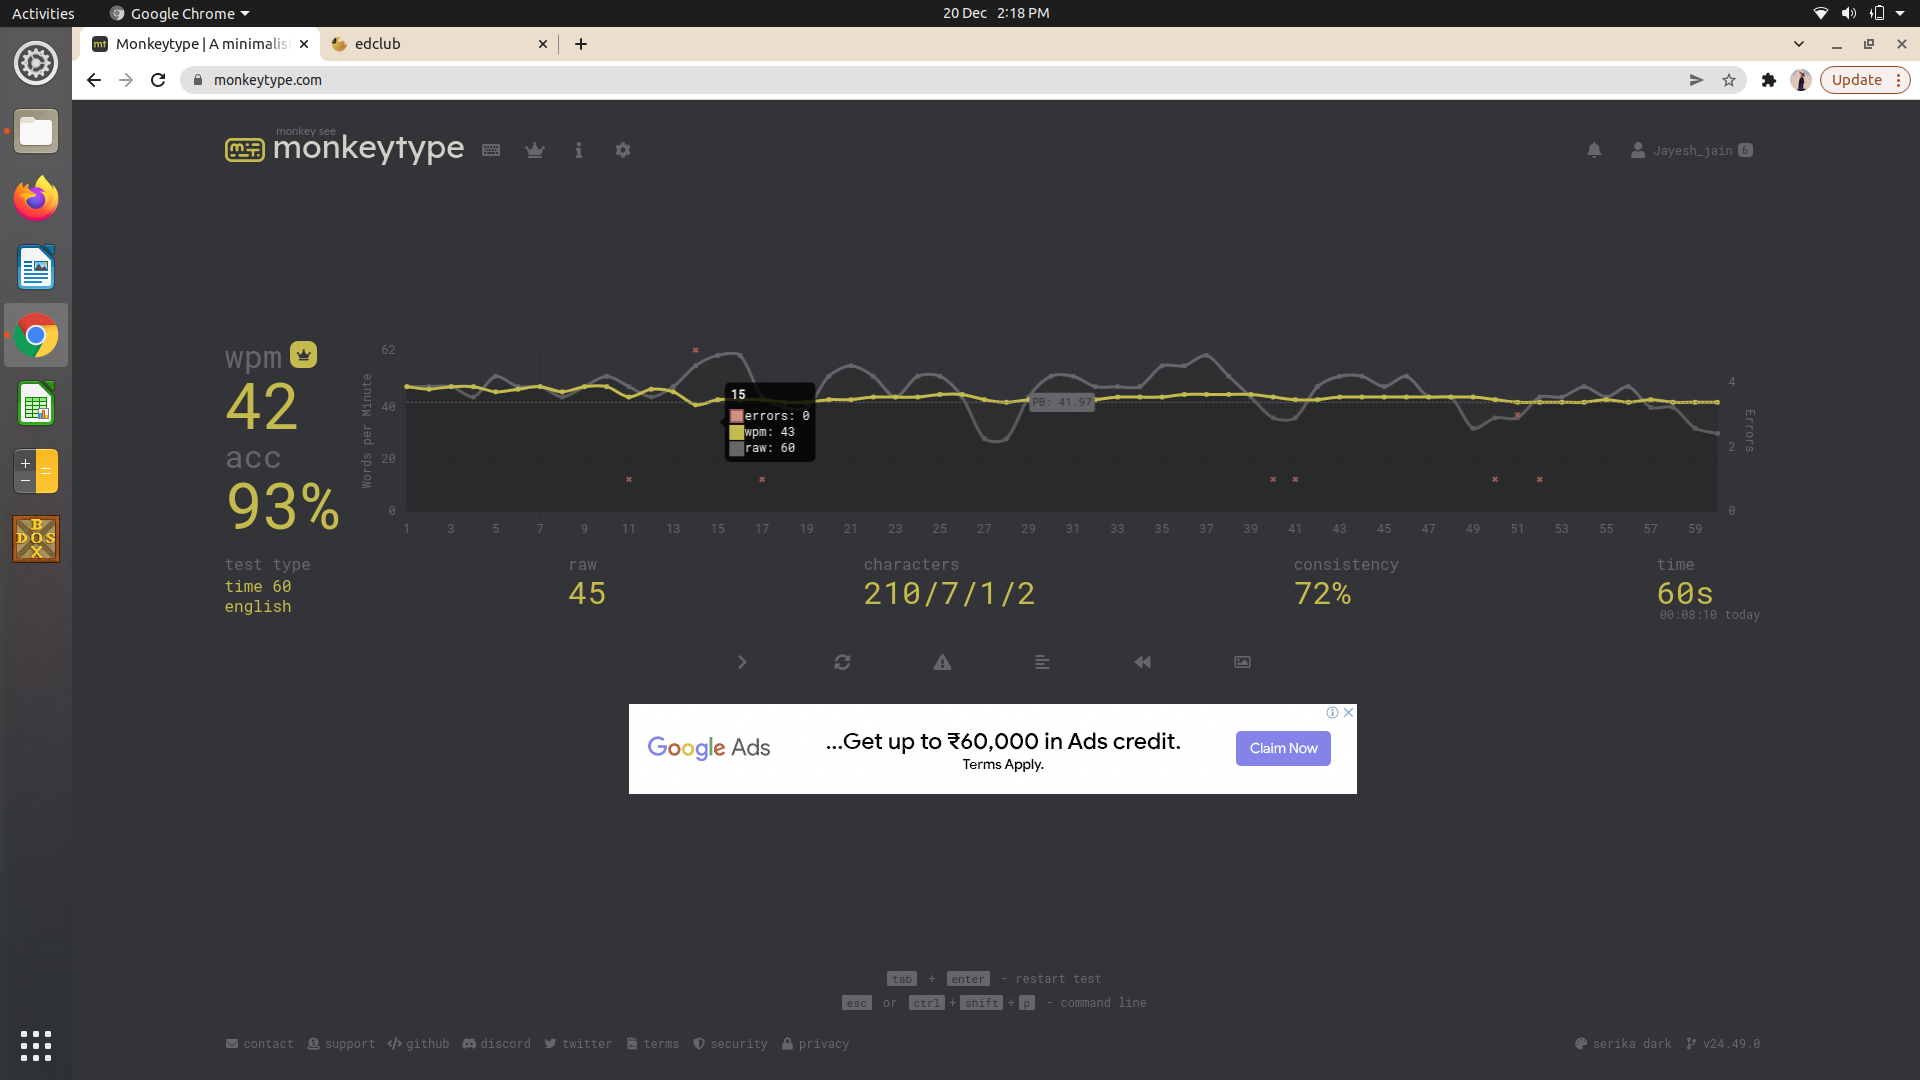 Activities Google Chrome 20 Dec 2:18 PM
Monkeytype | A minimalis edclub
monkeytype.com Update
monkey see
monkeytype Jayesh_jain 6
wpm
42
acc
93%
Words per Minute
62
40
20
0
15
errors: 0
wpm: 43
raw: 60
PB: 41.97
4
2
0
Errors
1 3 5 7 9 11 13 15 17 19 21 23 25 27 29 31 33 35 37 39 41 43 45 47 49 51 53 55 57 59
test type raw characters consistency time
time 60 45 210/7/1/2 72% 60s
english 00:08:10 today
Google Ads ...Get up to ₹60,000 in Ads credit. Claim Now
Terms Apply.
tab + enter - restart test
esc or ctrl + shift + p - command line
contact support github discord twitter terms security privacy serika dark v24.49.0
B
DOS
X
mt